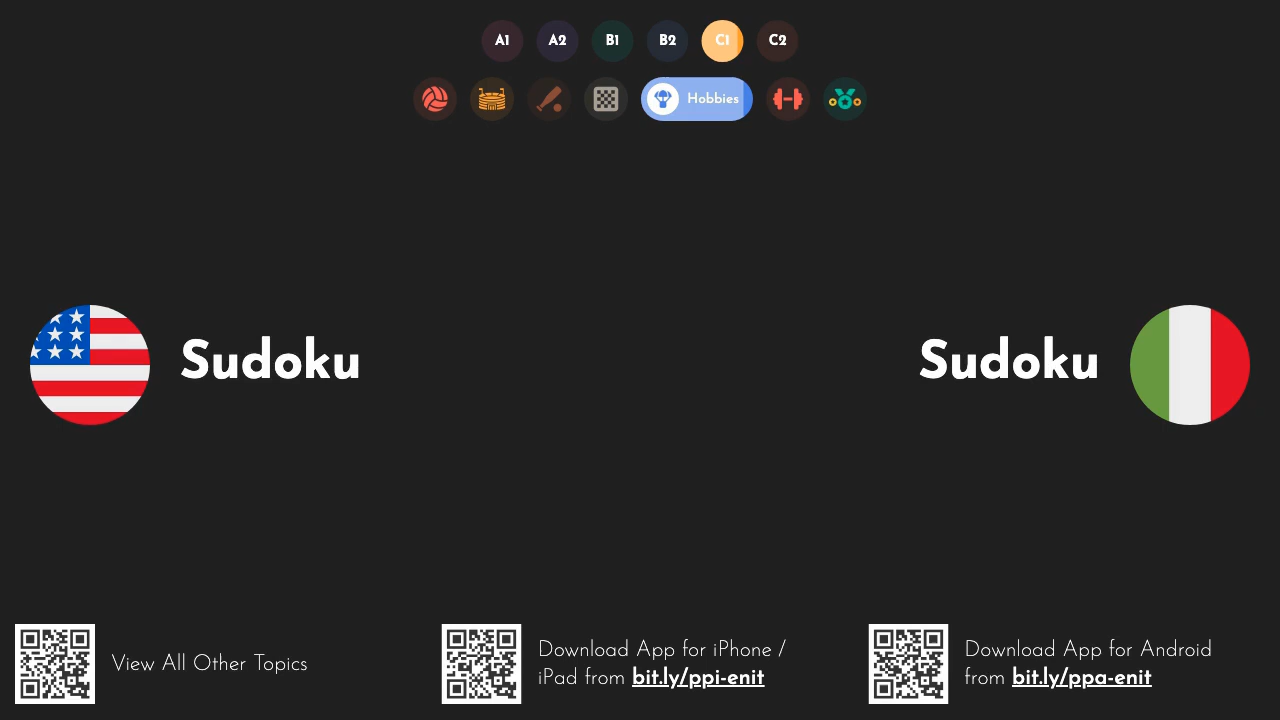 A1 A2 B1 B2 C1 C2
Hobbies
Sudoku
Sudoku
View All Other Topics
Download App for iPhone /
iPad from bit.ly/ppi-enit
Download App for Android
from bit.ly/ppa-enit